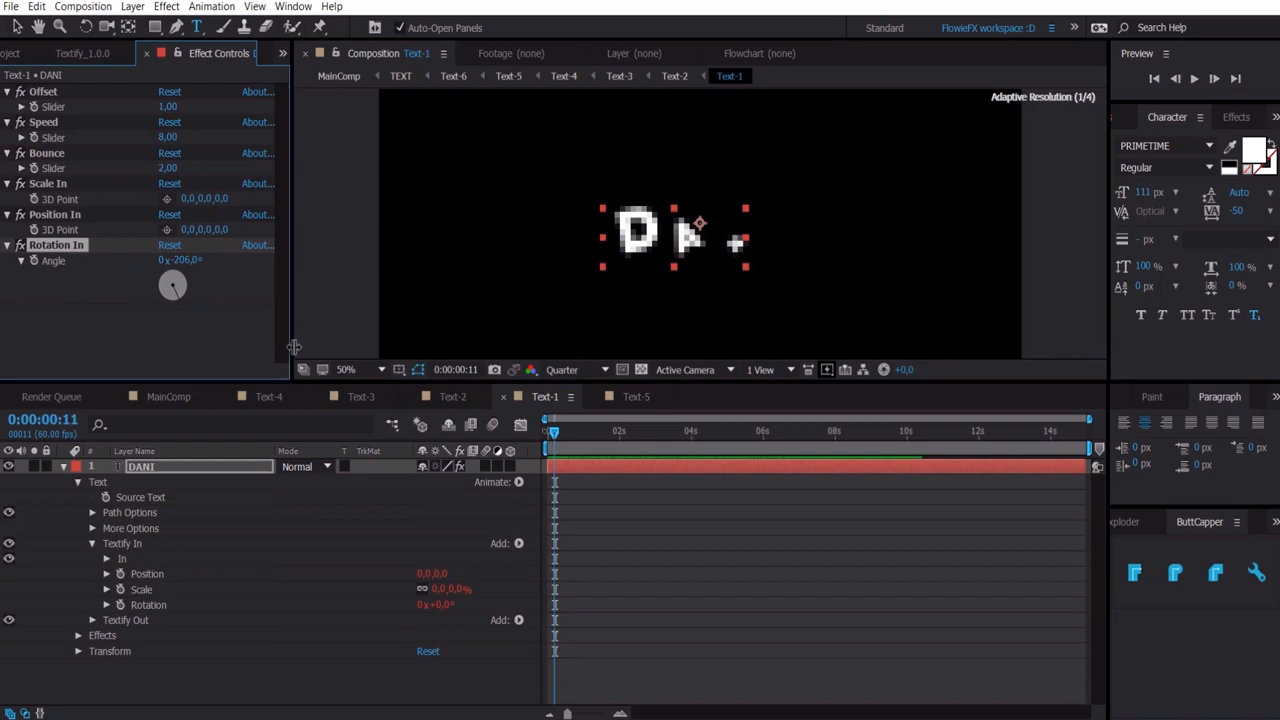 File Edit Composition Layer Effect Animation View Window Help
Auto-Open Panels Standard FlowieFX workspace :D Search Help
oject Textify_1.0.0 Effect Controls D Composition Text-1 Footage (none) Layer (none) Flowchart (none) Preview
Text-1 • DANI
MainComp TEXT Text-6 Text-5 Text-4 Text-3 Text-2 Text-1
fx Offset Reset About...
Slider 1,00
fx Speed Reset About...
Slider 8,00
fx Bounce Reset About...
Slider 2,00
fx Scale In Reset About...
3D Point 0,0,0,0,0,0
fx Position In Reset About...
3D Point 0,0,0,0,0,0
fx Rotation In Reset About...
Angle 0x-206,0°
Adaptive Resolution (1/4)
D
50% 0:00:00:11 Quarter Active Camera 1 View +0,0
Character Effects
PRIMETIME
Regular
111 px Auto
Optical -50
- px
100 % 100 %
0 px 0 %
T T TT Tt T
Render Queue MainComp Text-4 Text-3 Text-2 Text-1 Text-5
0:00:00:11
00011 (60.00 fps)
02s 04s 06s 08s 10s 12s 14s
# Layer Name Mode T TrkMat
1 T DANI Normal
Text Animate:
Source Text
Path Options
More Options
Textify In Add:
In
Position 0,0,0,0
Scale 0,0,0,0%
Rotation 0x+0,0°
Textify Out Add:
Effects
Transform Reset
Paint Paragraph
0 px 0 px 0 px
0 px 0 px
xploder ButtCapper